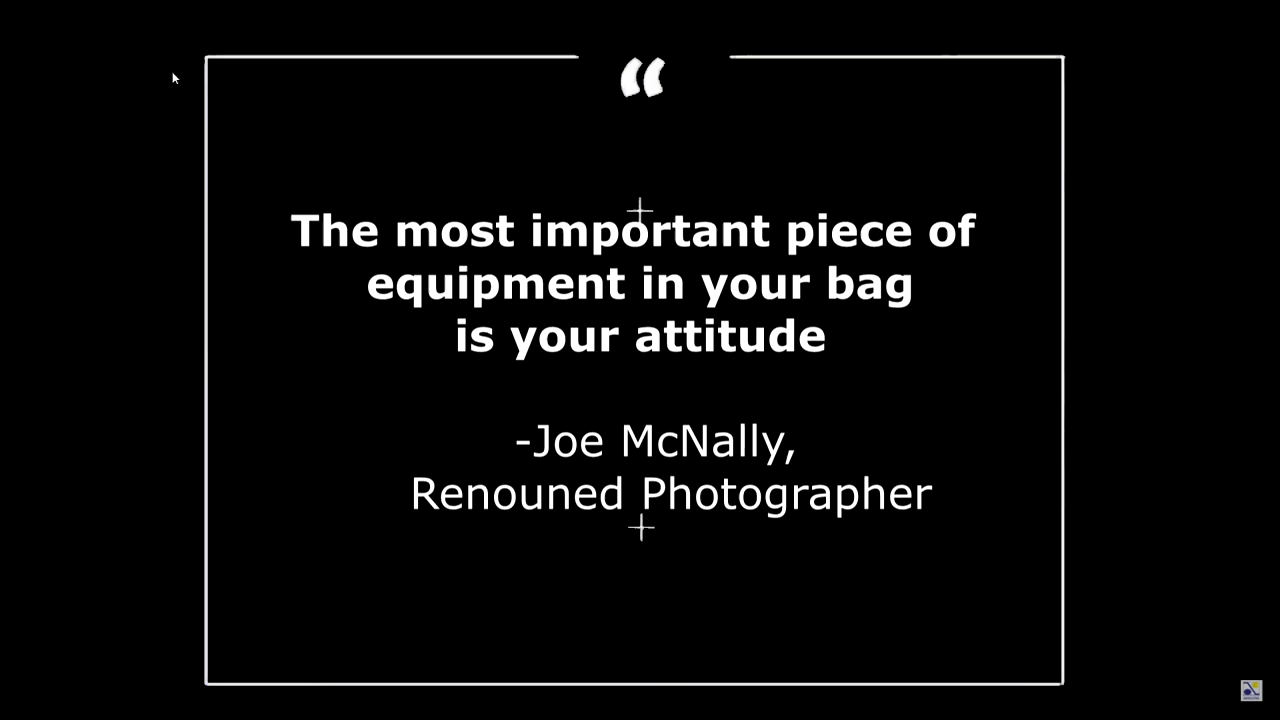 “
The most important piece of
equipment in your bag
is your attitude
-Joe McNally,
Renouned Photographer